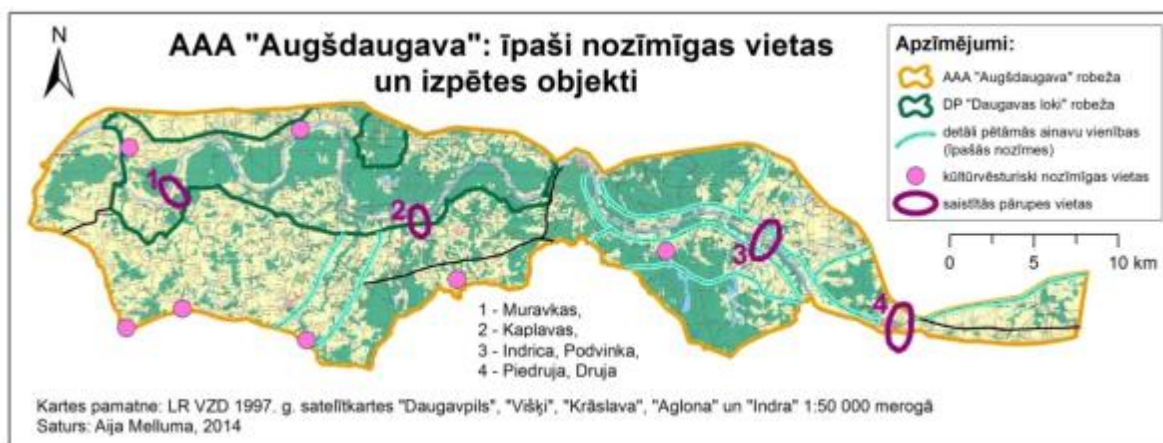 N
AAA "Augšdaugava": īpaši nozīmīgas vietas
un izpētes objekti
Apzīmējumi:
AAA "Augšdaugava" robeža
DP "Daugavas loki" robeža
detāli pētāmās ainavu vienības
(īpašās nozīmes)
kūltūrvēsturiski nozīmīgas vietas
saistītās pārupes vietas
0 5 10 km
1
2
3
4
1 - Muravkas,
2 - Kaplavas,
3 - Indrica, Podvinka,
4 - Piedruja, Druja
Kartes pamatne: LR VZD 1997. g. satelītkartes "Daugavpils", "Višķi", "Krāslava", "Aglona" un "Indra" 1:50 000 merogā
Saturs: Aija Melluma, 2014